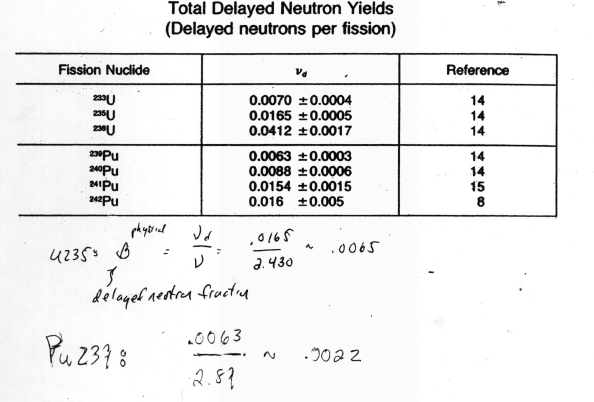 Total Delayed Neutron Yields
(Delayed neutrons per fission)
Fission Nuclide ν_d Reference
²³³U 0.0070 ±0.0004 14
²³⁵U 0.0165 ±0.0005 14
²³⁸U 0.0412 ±0.0017 14
²³⁹Pu 0.0063 ±0.0003 14
²⁴⁰Pu 0.0088 ±0.0006 14
²⁴¹Pu 0.0154 ±0.0015 15
²⁴²Pu 0.016 ±0.005 8
U235: β physical = νd/ν = .0165/2.430 ~ .0065
delayed neutron fraction
Pu239: .0063/2.87 ~ .0022